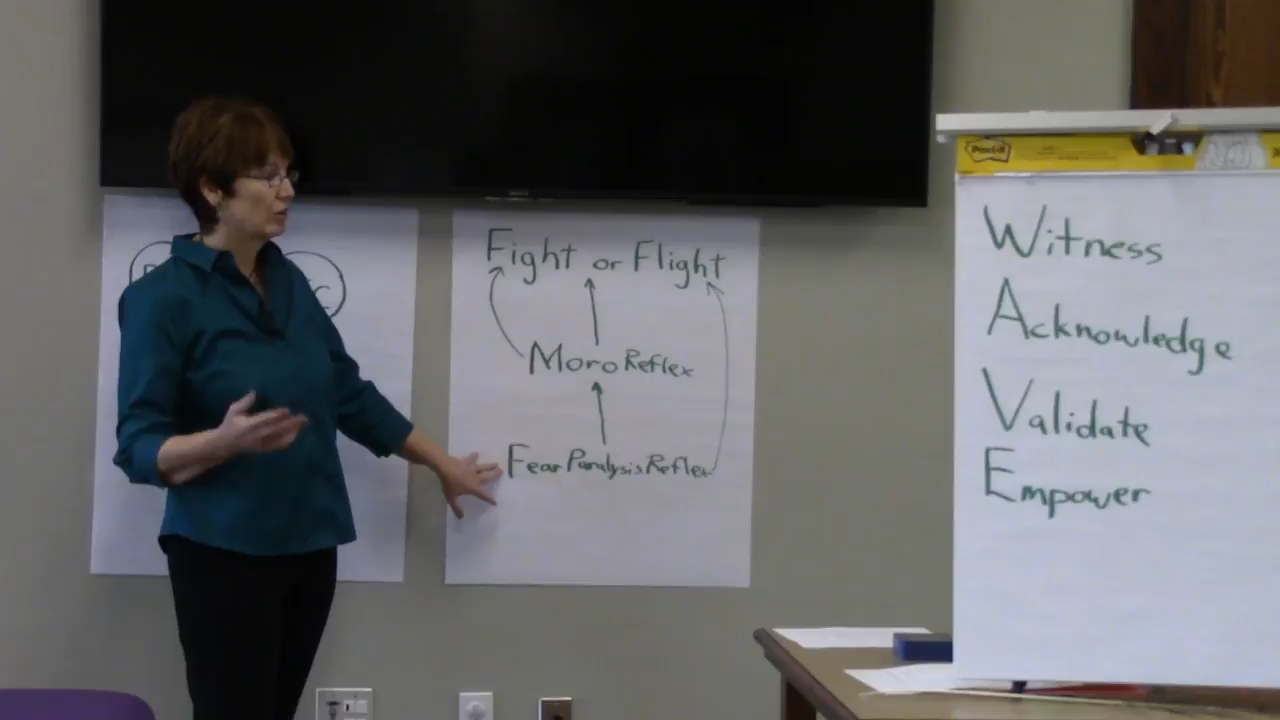 Fight or Flight
Moro Reflex
Fear Paralysis Reflex
Post-it
Witness
Acknowledge
Validate
Empower